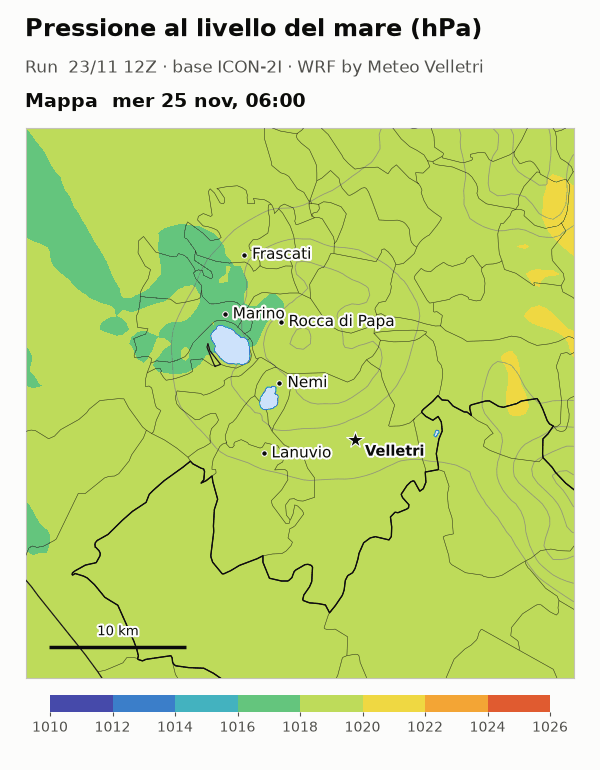 Pressione al livello del mare (hPa)
Run  23/11 12Z · base ICON-2I · WRF by Meteo Velletri
Mappa  mer 25 nov, 06:00
Frascati
Marino
Rocca di Papa
Nemi
Velletri
Lanuvio
10 km
1010 1012 1014 1016 1018 1020 1022 1024 1026